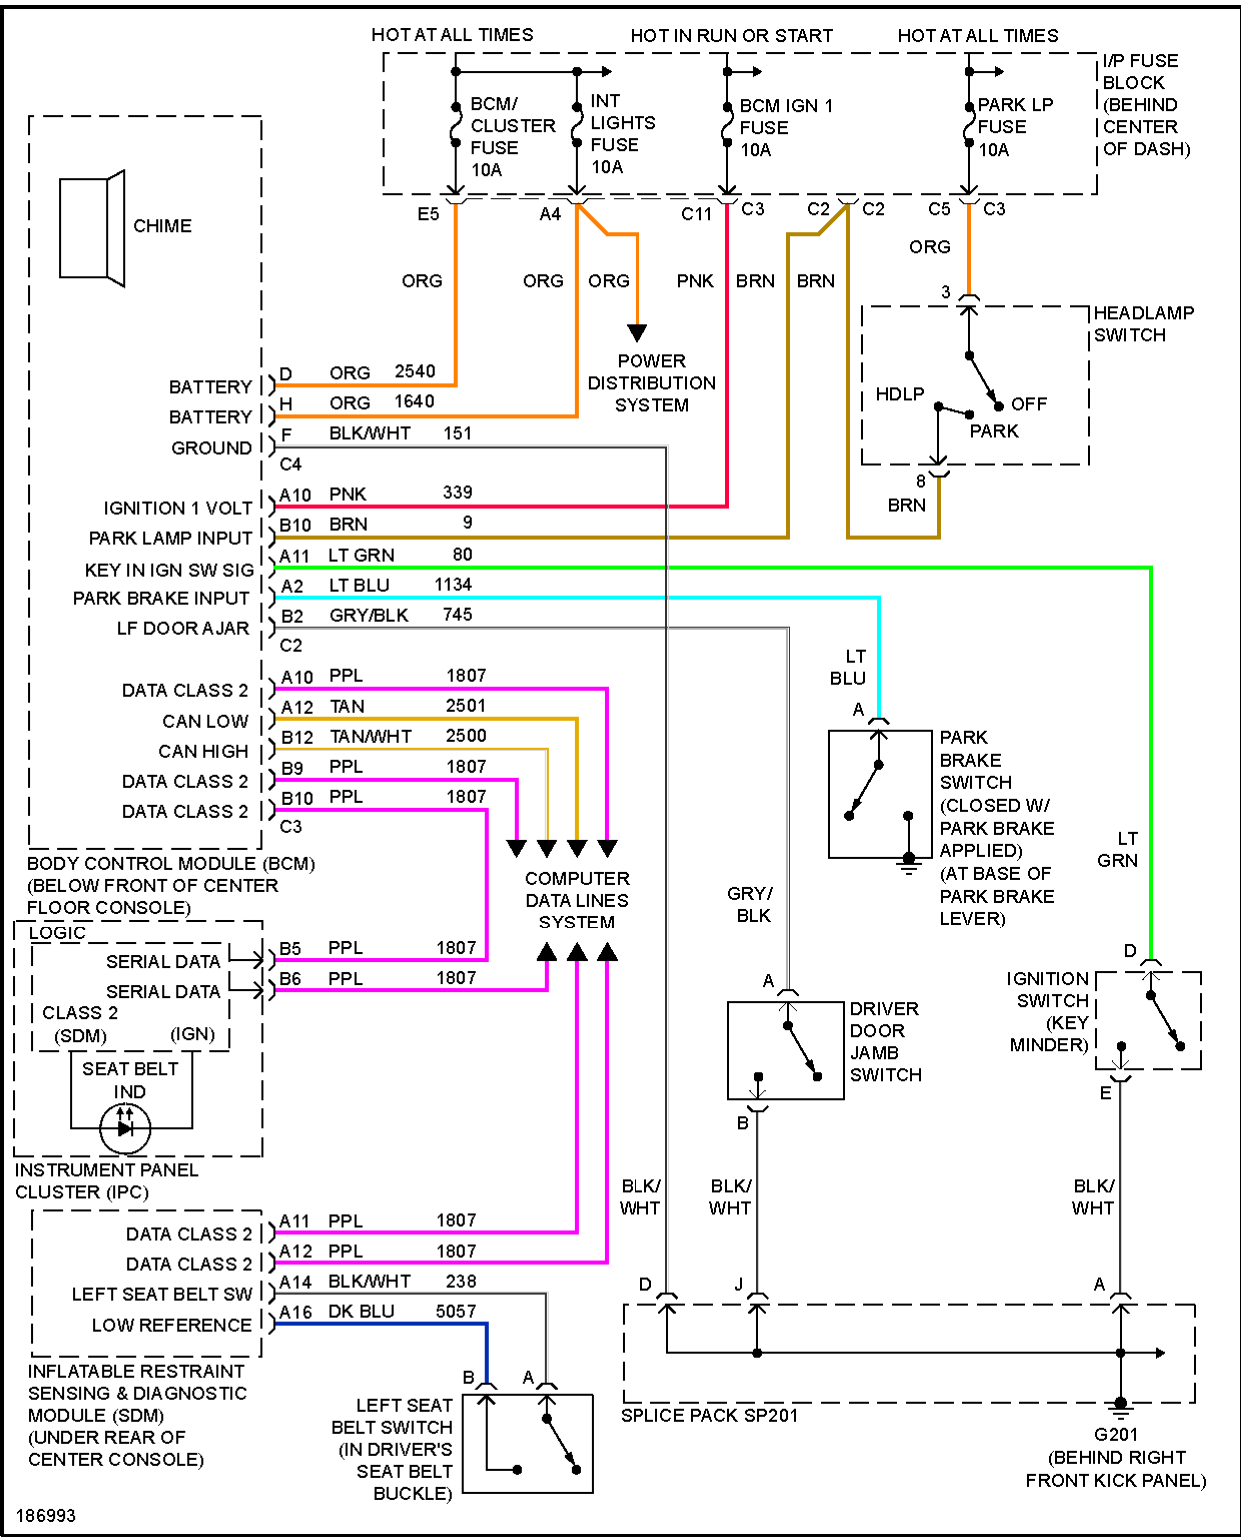 HOT AT ALL TIMES
HOT IN RUN OR START
HOT AT ALL TIMES
BCM/
CLUSTER
FUSE
10A
INT
LIGHTS
FUSE
10A
BCM IGN 1
FUSE
10A
PARK LP
FUSE
10A
I/P FUSE
BLOCK
(BEHIND
CENTER
OF DASH)
E5
A4
C11
C3
C2
C2
C5
C3
CHIME
ORG
ORG
ORG
PNK
BRN
BRN
ORG
3
HEADLAMP
SWITCH
HDLP
OFF
PARK
8
BRN
POWER
DISTRIBUTION
SYSTEM
BATTERY D ORG 2540
BATTERY H ORG 1640
GROUND F BLK/WHT 151
C4
IGNITION 1 VOLT A10 PNK 339
PARK LAMP INPUT B10 BRN 9
KEY IN IGN SW SIG A11 LT GRN 80
PARK BRAKE INPUT A2 LT BLU 1134
LF DOOR AJAR B2 GRY/BLK 745
C2
DATA CLASS 2 A10 PPL 1807
CAN LOW A12 TAN 2501
CAN HIGH B12 TAN/WHT 2500
DATA CLASS 2 B9 PPL 1807
DATA CLASS 2 B10 PPL 1807
C3
BODY CONTROL MODULE (BCM)
(BELOW FRONT OF CENTER
FLOOR CONSOLE)
COMPUTER
DATA LINES
SYSTEM
LT
BLU
A
PARK
BRAKE
SWITCH
(CLOSED W/
PARK BRAKE
APPLIED)
(AT BASE OF
PARK BRAKE
LEVER)
LT
GRN
GRY/
BLK
LOGIC
SERIAL DATA B5 PPL 1807
SERIAL DATA B6 PPL 1807
CLASS 2
(SDM)
(IGN)
SEAT BELT
IND
INSTRUMENT PANEL
CLUSTER (IPC)
A
DRIVER
DOOR
JAMB
SWITCH
B
D
IGNITION
SWITCH
(KEY
MINDER)
E
BLK/
WHT
BLK/
WHT
BLK/
WHT
DATA CLASS 2 A11 PPL 1807
DATA CLASS 2 A12 PPL 1807
LEFT SEAT BELT SW A14 BLK/WHT 238
LOW REFERENCE A16 DK BLU 5057
INFLATABLE RESTRAINT
SENSING & DIAGNOSTIC
MODULE (SDM)
(UNDER REAR OF
CENTER CONSOLE)
B
A
LEFT SEAT
BELT SWITCH
(IN DRIVER'S
SEAT BELT
BUCKLE)
D
J
A
SPLICE PACK SP201
G201
(BEHIND RIGHT
FRONT KICK PANEL)
186993